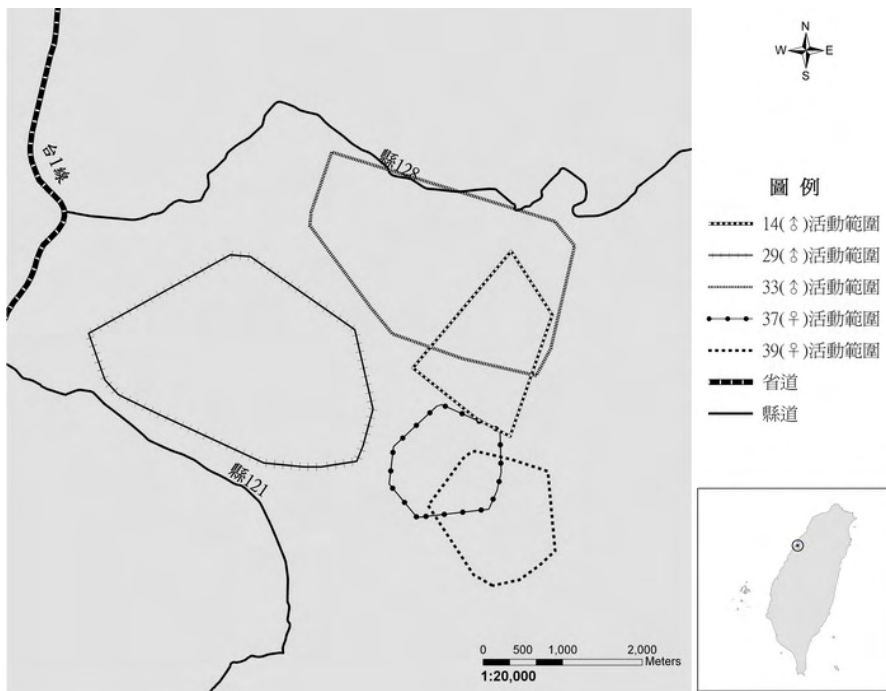 台1線
縣128
縣121
0 500 1,000 2,000
Meters
1:20,000
N
W E
S
圖 例
14(♂)活動範圍
29(♂)活動範圍
33(♂)活動範圍
37(♀)活動範圍
39(♀)活動範圍
省道
縣道